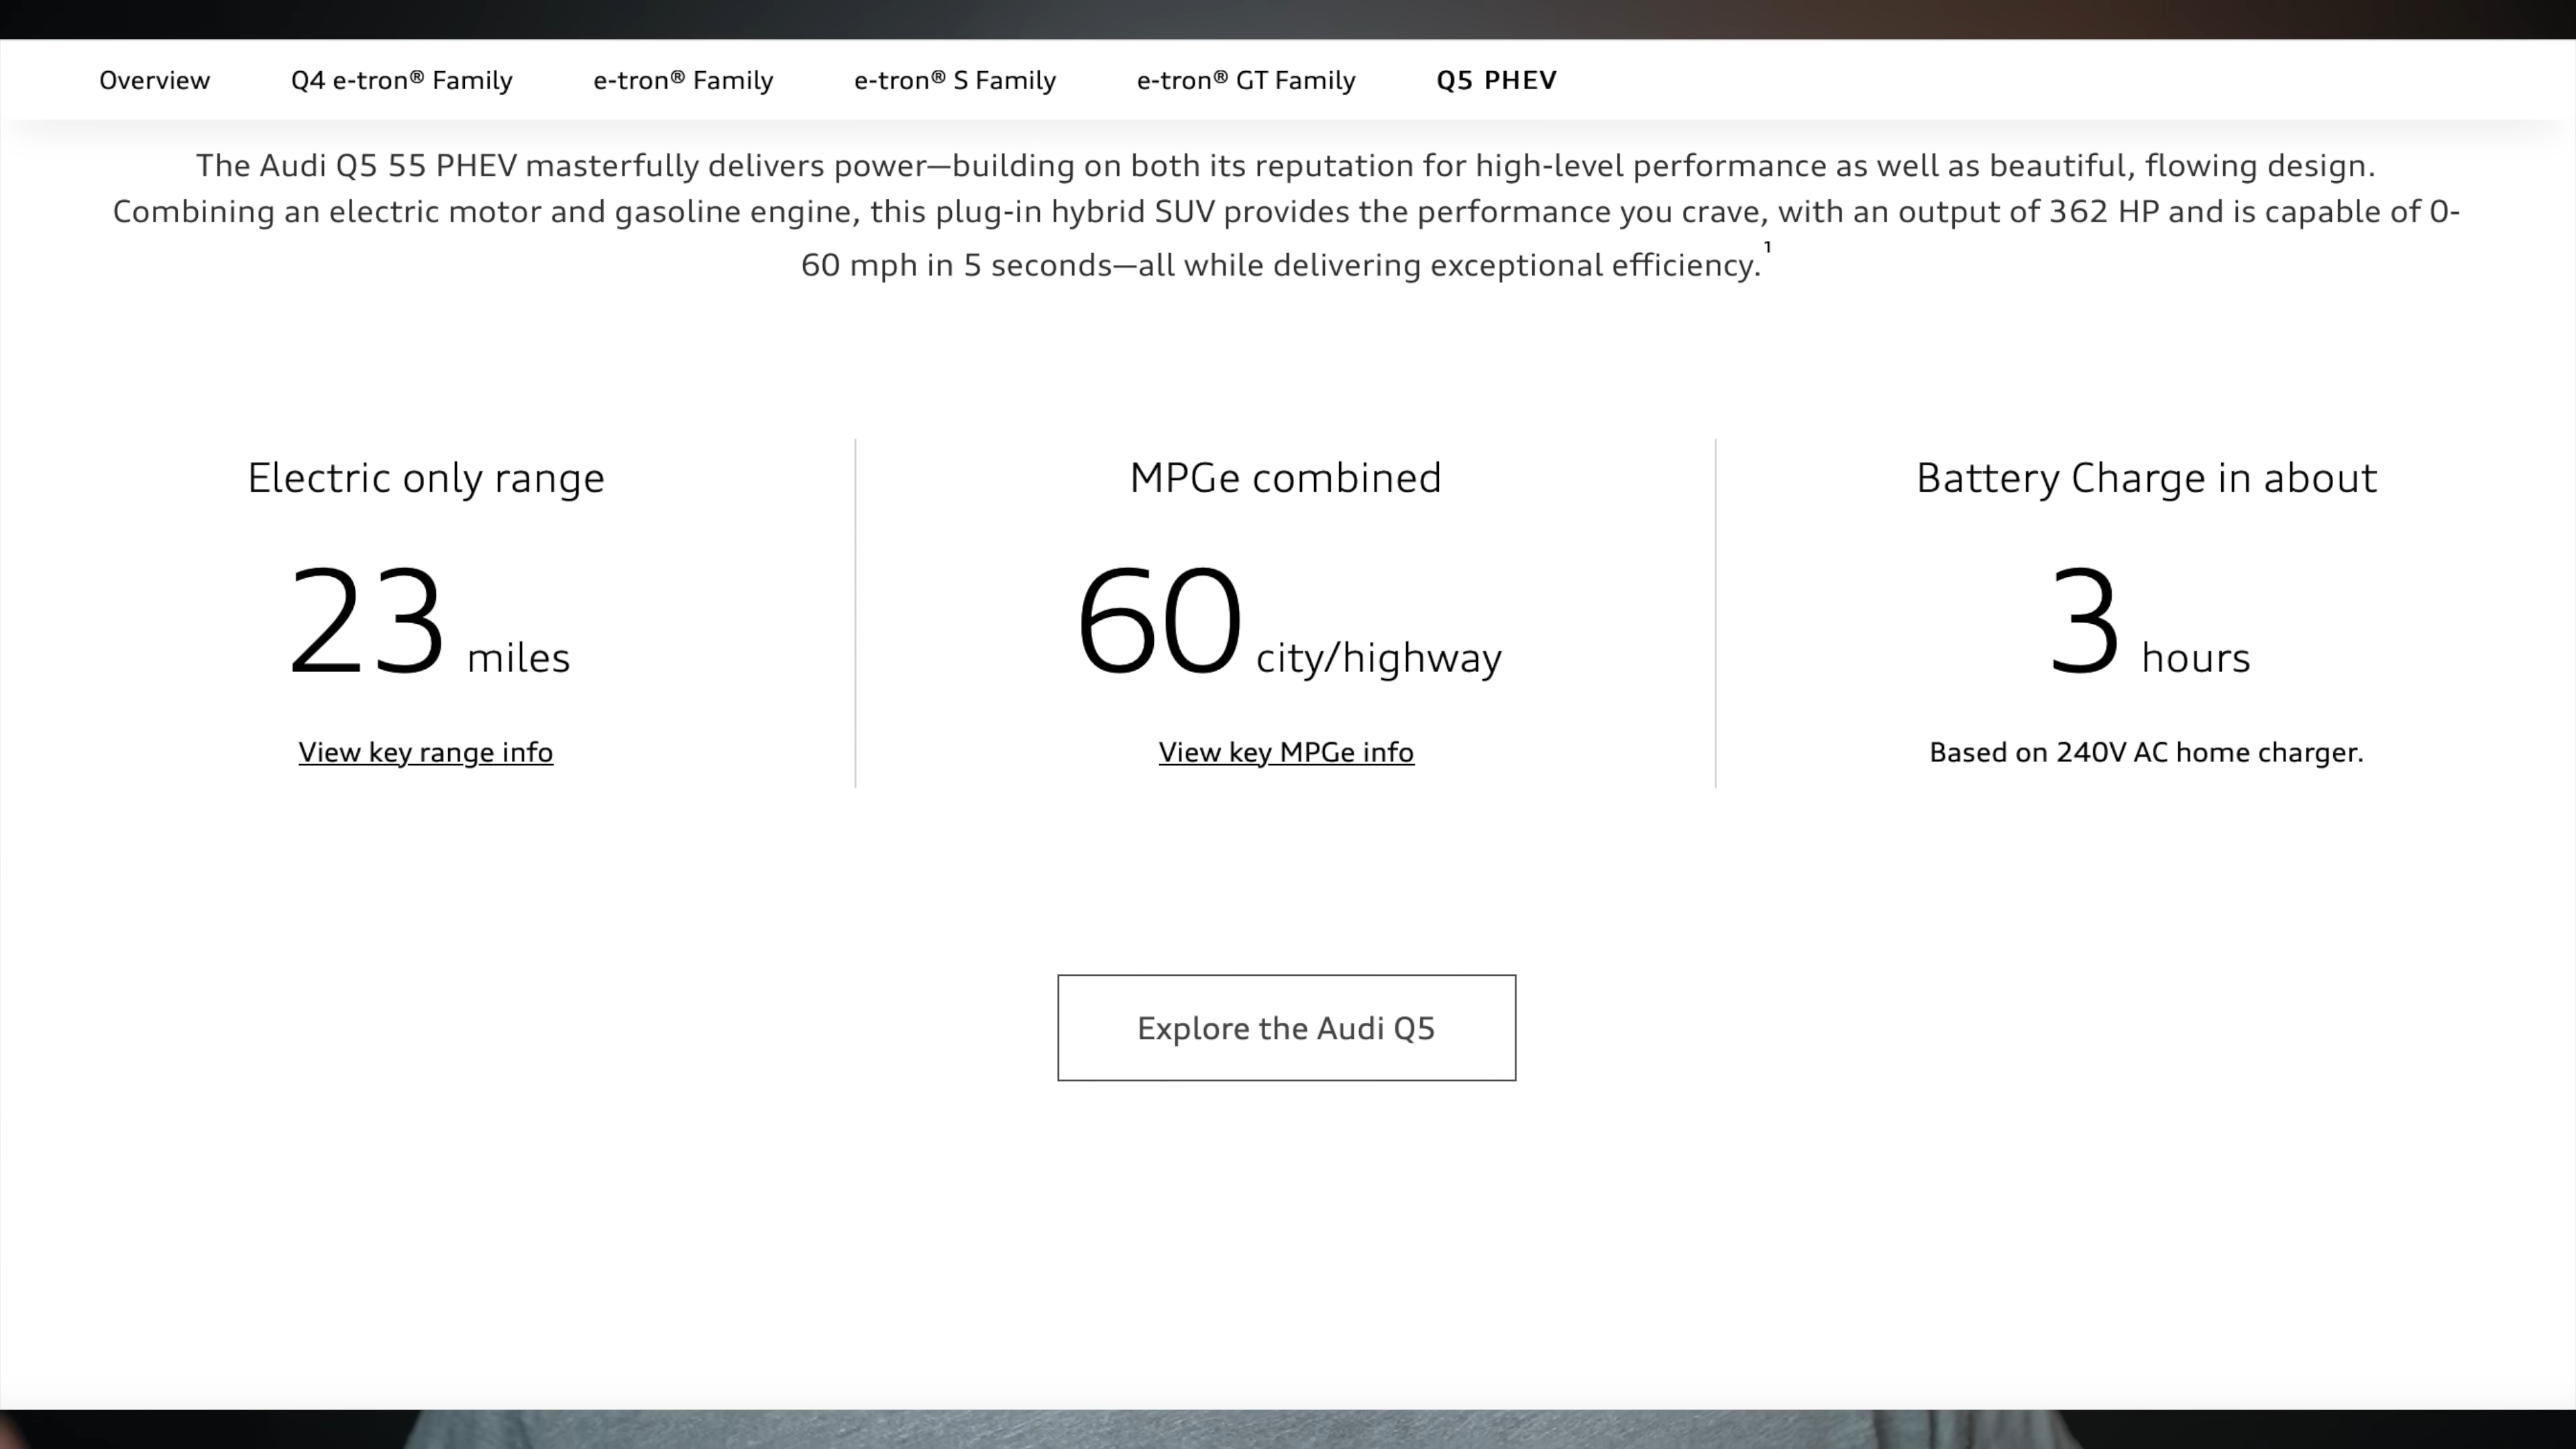 Overview Q4 e-tron® Family e-tron® Family e-tron® S Family e-tron® GT Family Q5 PHEV
The Audi Q5 55 PHEV masterfully delivers power—building on both its reputation for high-level performance as well as beautiful, flowing design.
Combining an electric motor and gasoline engine, this plug-in hybrid SUV provides the performance you crave, with an output of 362 HP and is capable of 0-
60 mph in 5 seconds—all while delivering exceptional efficiency.¹
Electric only range
23 miles
View key range info
MPGe combined
60 city/highway
View key MPGe info
Battery Charge in about
3 hours
Based on 240V AC home charger.
Explore the Audi Q5